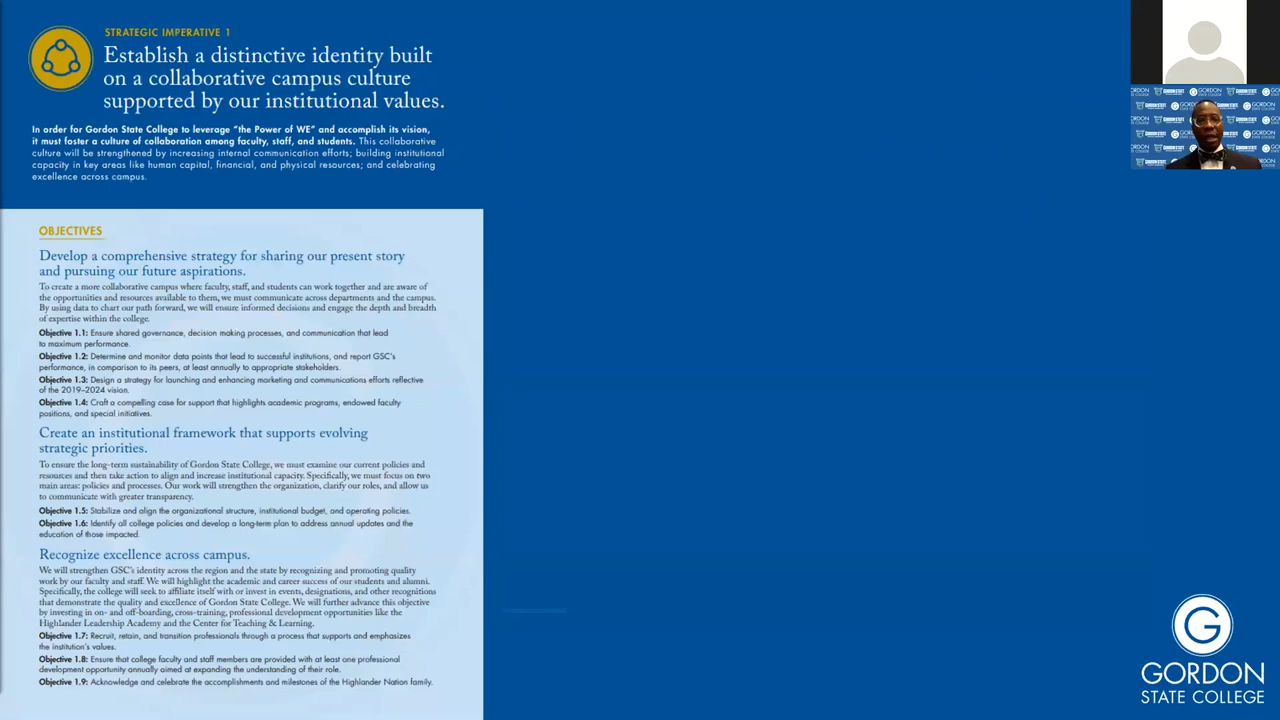 STRATEGIC IMPERATIVE 1
Establish a distinctive identity built
on a collaborative campus culture
supported by our institutional values.
In order for Gordon State College to leverage “the Power of WE” and accomplish its vision,
it must foster a culture of collaboration among faculty, staff, and students. This collaborative
culture will be strengthened by increasing internal communication efforts; building institutional
capacity in key areas like human capital, financial, and physical resources; and celebrating
excellence across campus.
OBJECTIVES
Develop a comprehensive strategy for sharing our present story
and pursuing our future aspirations.
To create a more collaborative campus where faculty, staff, and students can work together and are aware of
the opportunities and resources available to them, we must communicate across departments and the campus.
By using data to chart our path forward, we will ensure informed decisions and engage the depth and breadth
of expertise within the college.
Objective 1.1: Ensure shared governance, decision making processes, and communication that lead
to maximum performance.
Objective 1.2: Determine and monitor data points that lead to successful institutions, and report GSC's
performance, in comparison to its peers, at least annually to appropriate stakeholders.
Objective 1.3: Design a strategy for launching and enhancing marketing and communications efforts reflective
of the 2019–2024 vision.
Objective 1.4: Craft a compelling case for support that highlights academic programs, endowed faculty
positions, and special initiatives.
Create an institutional framework that supports evolving
strategic priorities.
To ensure the long-term sustainability of Gordon State College, we must examine our current policies and
resources and then take action to align and increase institutional capacity. Specifically, we must focus on two
main areas: policies and processes. Our work will strengthen the organization, clarify our roles, and allow us
to communicate with greater transparency.
Objective 1.5: Stabilize and align the organizational structure, institutional budget, and operating policies.
Objective 1.6: Identify all college policies and develop a long-term plan to address annual updates and the
education of those impacted.
Recognize excellence across campus.
We will strengthen GSC's identity across the region and the state by recognizing and promoting quality
work by our faculty and staff. We will highlight the academic and career success of our students and alumni.
Specifically, the college will seek to affiliate itself with or invest in events, designations, and other recognitions
that demonstrate the quality and excellence of Gordon State College. We will further advance this objective
by investing in on- and off-boarding, cross-training, professional development opportunities like the
Highlander Leadership Academy and the Center for Teaching & Learning.
Objective 1.7: Recruit, retain, and transition professionals through a process that supports and emphasizes
the institution's values.
Objective 1.8: Ensure that college faculty and staff members are provided with at least one professional
development opportunity annually aimed at expanding the understanding of their role.
Objective 1.9: Acknowledge and celebrate the accomplishments and milestones of the Highlander Nation family.
G
GORDON
STATE COLLEGE